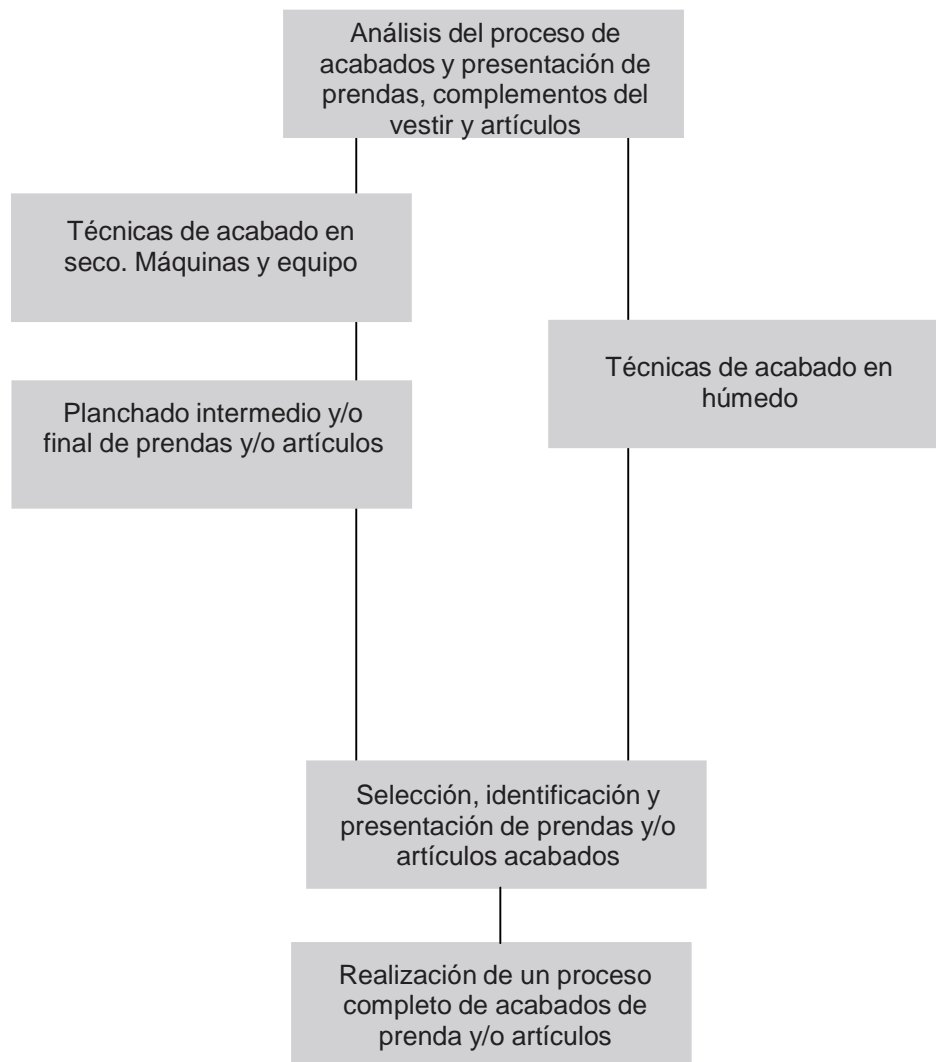 Análisis del proceso de
acabados y presentación de
prendas, complementos del
vestir y artículos
Técnicas de acabado en
seco. Máquinas y equipo
Planchado intermedio y/o
final de prendas y/o artículos
Técnicas de acabado en
húmedo
Selección, identificación y
presentación de prendas y/o
artículos acabados
Realización de un proceso
completo de acabados de
prenda y/o artículos